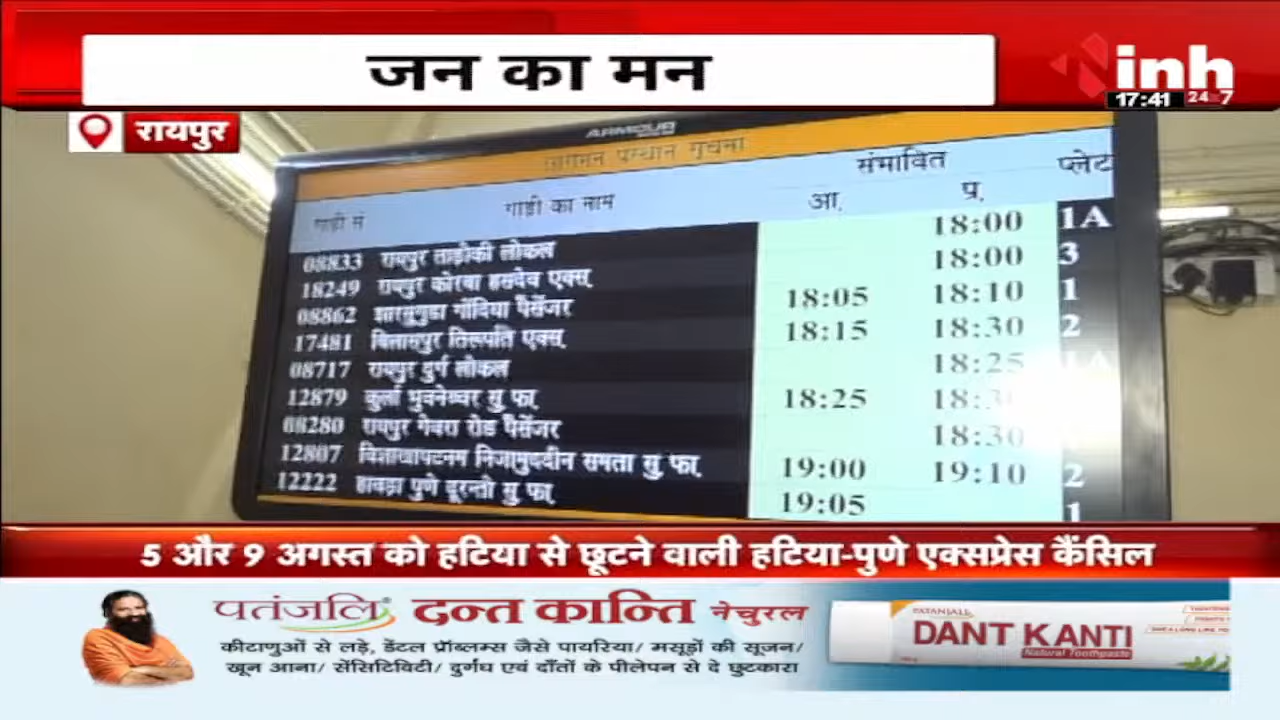 जन का मन
inh
17:41 24x7
रायपुर
ARMOUR
संभावित प्लेट
गाड़ी का नाम आ. प्र.
18:00 1A
08833 रायपुर ताड़ोकी लोकल 18:00 3
18249 रायपुर कोरबा हसदेव एक्स् 18:05 18:10 1
08862 झारसुगुडा गोंदिया पैसेंजर 18:15 18:30 2
17481 बिलासपुर तिरुपति एक्स् 18:25 1A
08717 रायपुर दुर्ग लोकल 18:25
12879 कुर्ला भुवनेश्वर सु फा् 18:30
08280 रायपुर गेवरा रोड पैसेंजर 19:00 19:10 2
12807 विशाखापटनम निजामुददीन समता सु फा् 19:05 1
12222 हावड़ा पुणे दूरन्तो सु फा्
5 और 9 अगस्त को हटिया से छूटने वाली हटिया-पुणे एक्सप्रेस कैंसिल
पतंजलि® दन्त कान्ति नेचुरल
कीटाणुओं से लड़े, डेंटल प्रॉब्लम्स जैसे पायरिया/ मसूड़ों की सूजन/
खून आना/ सेंसिटिविटी/ दुर्गंध एवं दाँतों के पीलेपन से दे छुटकारा
PATANJALI
DANT KANTI
Natural Toothpaste